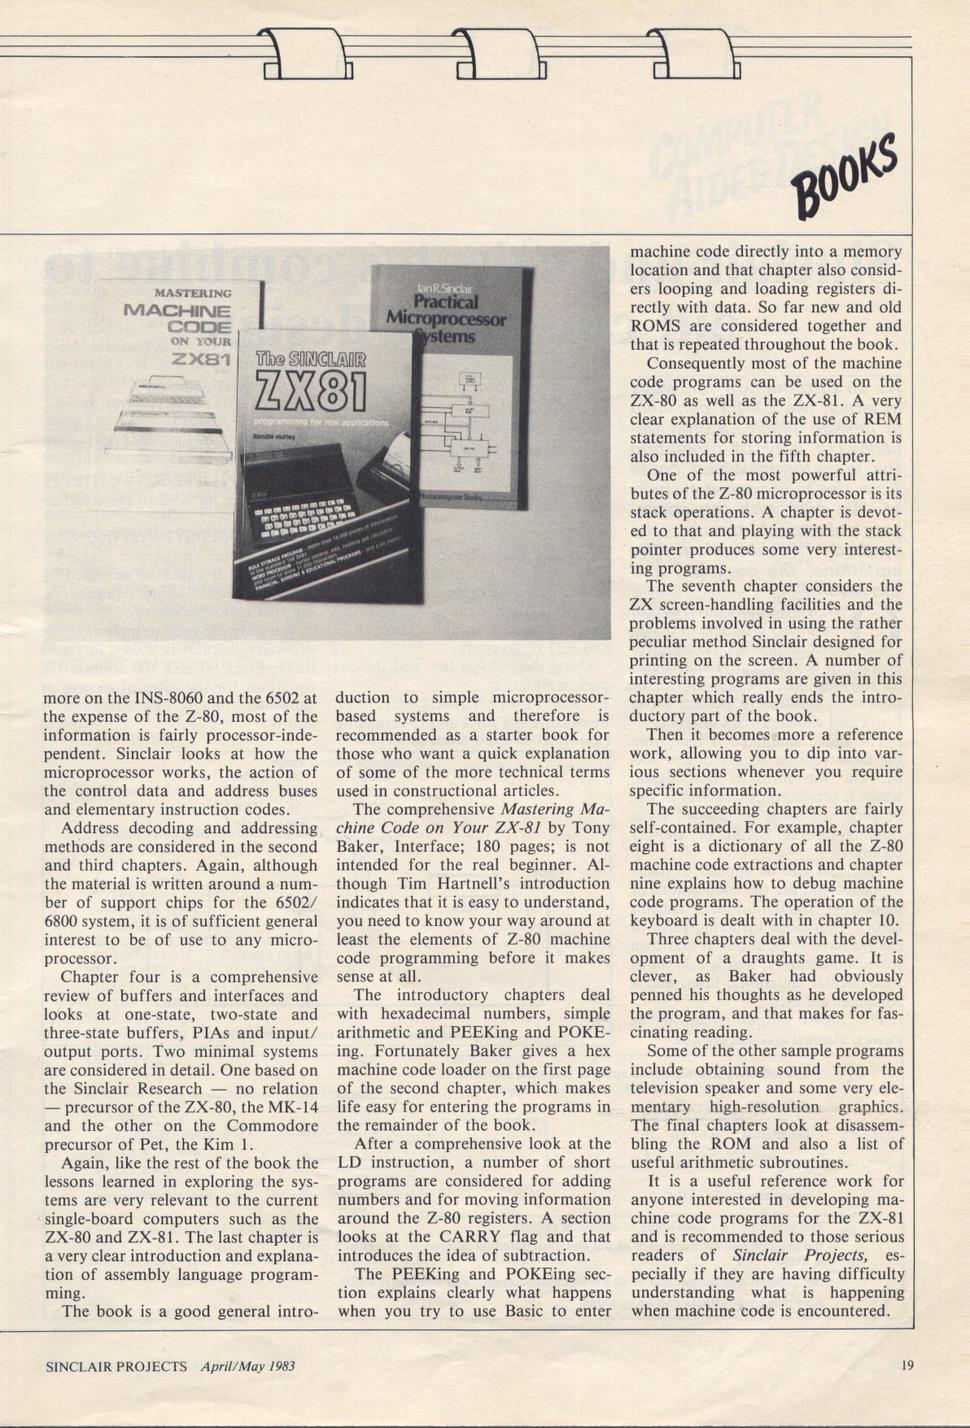 BOOKS
MASTERING
MACHINE
CODE
ON YOUR
ZX81
BAKER
The SINCLAIR
ZX81
programming for real applications
Randle Hurley
Ian R. Sinclair
Practical
Microprocessor
Systems
Microcomputer Books
more on the INS-8060 and the 6502 at
the expense of the Z-80, most of the
information is fairly processor-inde-
pendent. Sinclair looks at how the
microprocessor works, the action of
the control data and address buses
and elementary instruction codes.
Address decoding and addressing
methods are considered in the second
and third chapters. Again, although
the material is written around a num-
ber of support chips for the 6502/
6800 system, it is of sufficient general
interest to be of use to any micro-
processor.
Chapter four is a comprehensive
review of buffers and interfaces and
looks at one-state, two-state and
three-state buffers, PIAs and input/
output ports. Two minimal systems
are considered in detail. One based on
the Sinclair Research — no relation
— precursor of the ZX-80, the MK-14
and the other on the Commodore
precursor of Pet, the Kim 1.
Again, like the rest of the book the
lessons learned in exploring the sys-
tems are very relevant to the current
single-board computers such as the
ZX-80 and ZX-81. The last chapter is
a very clear introduction and explana-
tion of assembly language program-
ming.
The book is a good general intro-
duction to simple microprocessor-
based systems and therefore is
recommended as a starter book for
those who want a quick explanation
of some of the more technical terms
used in constructional articles.
The comprehensive Mastering Ma-
chine Code on Your ZX-81 by Tony
Baker, Interface; 180 pages; is not
intended for the real beginner. Al-
though Tim Hartnell's introduction
indicates that it is easy to understand,
you need to know your way around at
least the elements of Z-80 machine
code programming before it makes
sense at all.
The introductory chapters deal
with hexadecimal numbers, simple
arithmetic and PEEKing and POKE-
ing. Fortunately Baker gives a hex
machine code loader on the first page
of the second chapter, which makes
life easy for entering the programs in
the remainder of the book.
After a comprehensive look at the
LD instruction, a number of short
programs are considered for adding
numbers and for moving information
around the Z-80 registers. A section
looks at the CARRY flag and that
introduces the idea of subtraction.
The PEEKing and POKEing sec-
tion explains clearly what happens
when you try to use Basic to enter
machine code directly into a memory
location and that chapter also consid-
ers looping and loading registers di-
rectly with data. So far new and old
ROMS are considered together and
that is repeated throughout the book.
Consequently most of the machine
code programs can be used on the
ZX-80 as well as the ZX-81. A very
clear explanation of the use of REM
statements for storing information is
also included in the fifth chapter.
One of the most powerful attri-
butes of the Z-80 microprocessor is its
stack operations. A chapter is devot-
ed to that and playing with the stack
pointer produces some very interest-
ing programs.
The seventh chapter considers the
ZX screen-handling facilities and the
problems involved in using the rather
peculiar method Sinclair designed for
printing on the screen. A number of
interesting programs are given in this
chapter which really ends the intro-
ductory part of the book.
Then it becomes more a reference
work, allowing you to dip into var-
ious sections whenever you require
specific information.
The succeeding chapters are fairly
self-contained. For example, chapter
eight is a dictionary of all the Z-80
machine code extractions and chapter
nine explains how to debug machine
code programs. The operation of the
keyboard is dealt with in chapter 10.
Three chapters deal with the devel-
opment of a draughts game. It is
clever, as Baker had obviously
penned his thoughts as he developed
the program, and that makes for fas-
cinating reading.
Some of the other sample programs
include obtaining sound from the
television speaker and some very ele-
mentary high-resolution graphics.
The final chapters look at disassem-
bling the ROM and also a list of
useful arithmetic subroutines.
It is a useful reference work for
anyone interested in developing ma-
chine code programs for the ZX-81
and is recommended to those serious
readers of Sinclair Projects, es-
pecially if they are having difficulty
understanding what is happening
when machine code is encountered.
SINCLAIR PROJECTS April/May 1983
19